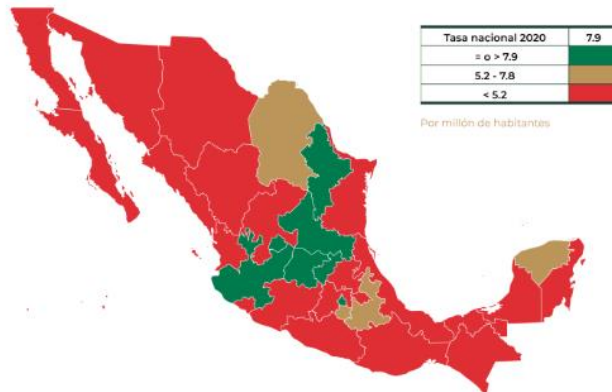 Tasa nacional 2020 7.9
= o > 7.9
5.2 - 7.8
< 5.2
Por millón de habitantes